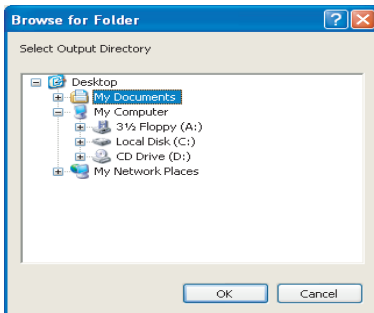 Browse for Folder
Select Output Directory
Desktop
My Documents
My Computer
3½ Floppy (A:)
Local Disk (C:)
CD Drive (D:)
My Network Places
OK
Cancel